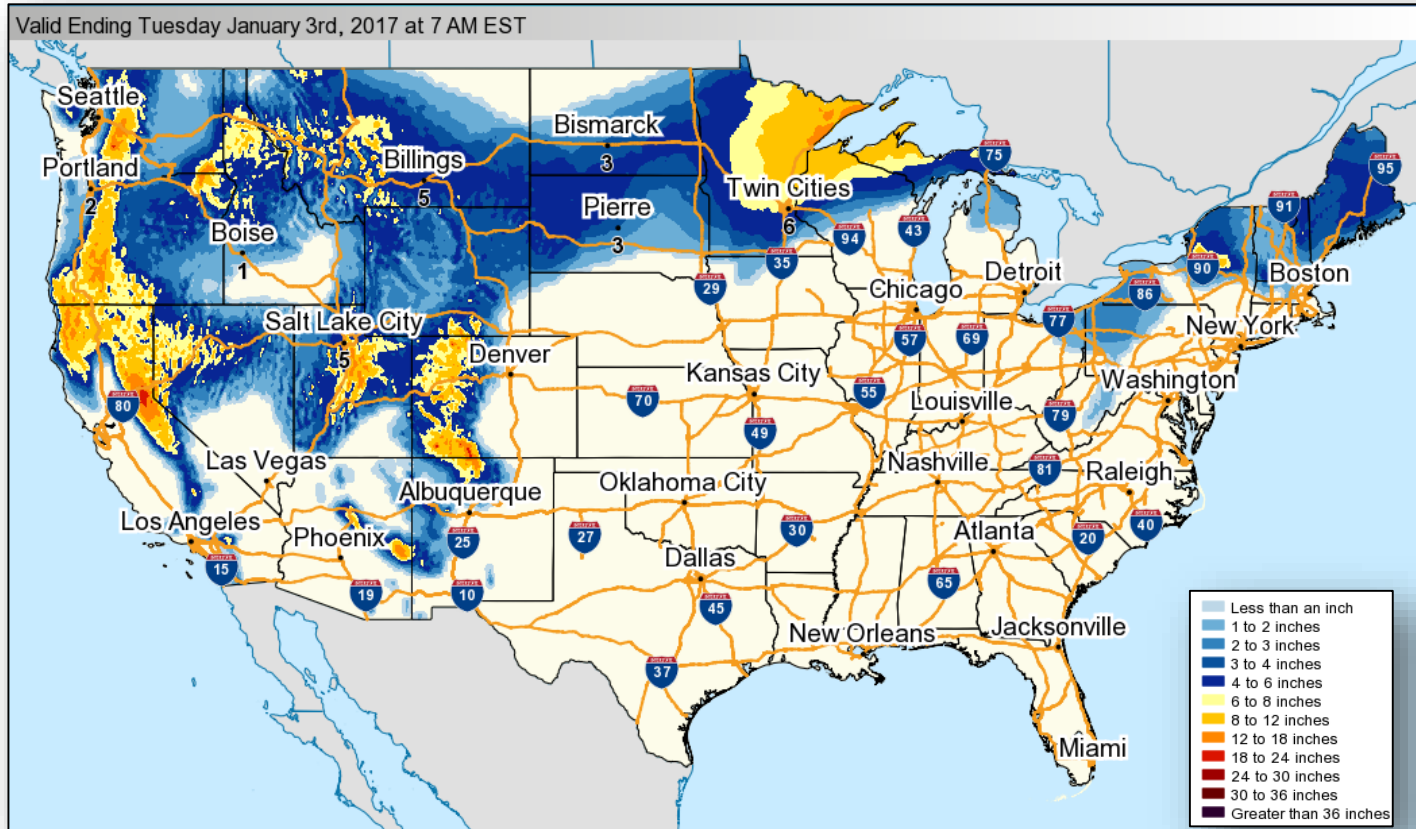 Valid Ending Tuesday January 3rd, 2017 at 7 AM EST
Seattle
Bismarck
3
75
95
Portland
2
Billings
5
Twin Cities
6
91
Pierre
3
Boise
1
94
43
35
90
Boston
29
Detroit
86
Chicago
77
New York
Salt Lake City
5
57
69
Denver
Kansas City
Washington
80
70
55
Louisville
79
49
Las Vegas
Nashville
81
Raleigh
Albuquerque
Oklahoma City
Los Angeles
Phoenix
25
27
30
Atlanta
20
40
15
Dallas
19
10
65
45
New Orleans
Jacksonville
37
Miami
Less than an inch
1 to 2 inches
2 to 3 inches
3 to 4 inches
4 to 6 inches
6 to 8 inches
8 to 12 inches
12 to 18 inches
18 to 24 inches
24 to 30 inches
30 to 36 inches
Greater than 36 inches